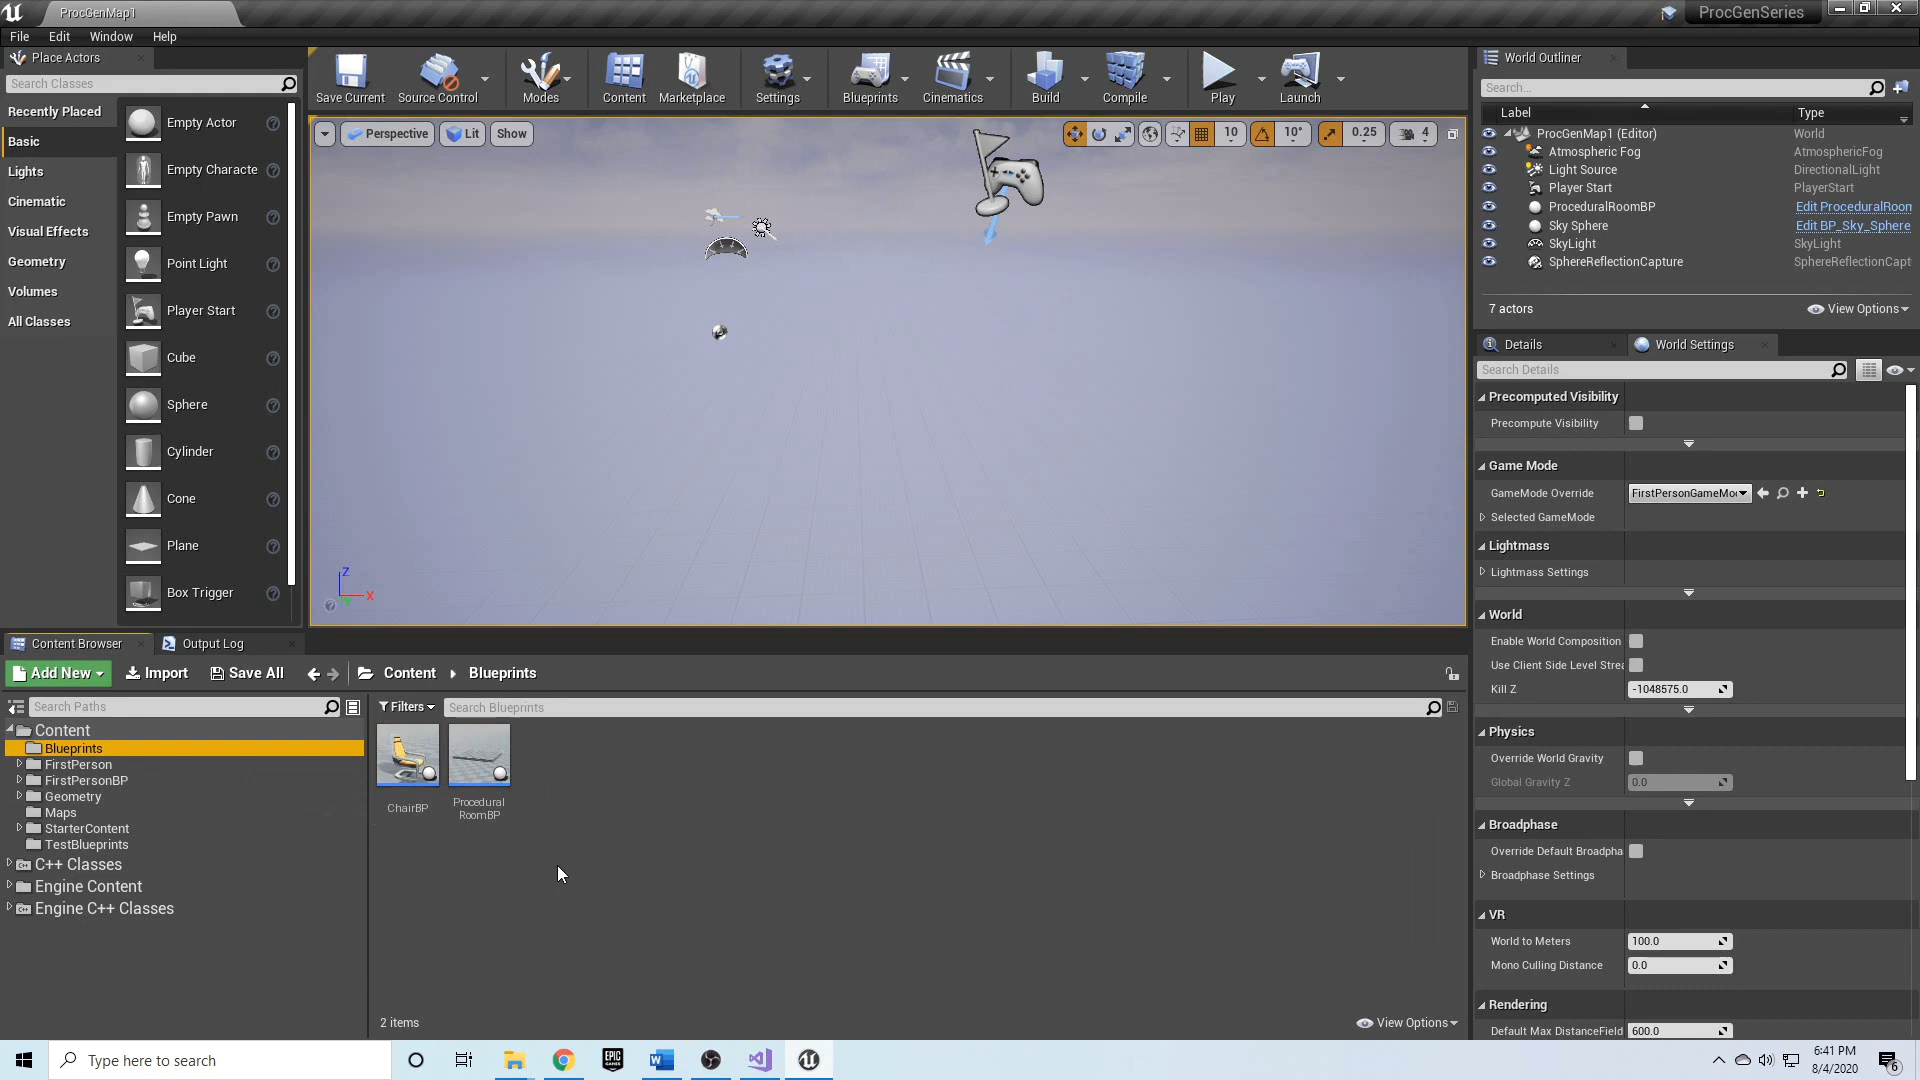 ProcGenMap1
ProcGenSeries
File Edit Window Help
Place Actors
Search Classes
Recently Placed
Basic
Lights
Cinematic
Visual Effects
Geometry
Volumes
All Classes
Empty Actor
Empty Characte
Empty Pawn
Point Light
Player Start
Cube
Sphere
Cylinder
Cone
Plane
Box Trigger
Save Current
Source Control
Modes
Content
Marketplace
Settings
Blueprints
Cinematics
Build
Compile
Play
Launch
Perspective Lit Show
10 10° 0.25 4
Z
X
World Outliner
Search...
Label Type
ProcGenMap1 (Editor) World
Atmospheric Fog AtmosphericFog
Light Source DirectionalLight
Player Start PlayerStart
ProceduralRoomBP Edit ProceduralRoom
Sky Sphere Edit BP_Sky_Sphere
SkyLight SkyLight
SphereReflectionCapture SphereReflectionCapt
7 actors View Options
Details World Settings
Search Details
Precomputed Visibility
Precompute Visibility
Game Mode
GameMode Override FirstPersonGameMo
Selected GameMode
Lightmass
Lightmass Settings
World
Enable World Composition
Use Client Side Level Strea
Kill Z -1048575.0
Physics
Override World Gravity
Global Gravity Z 0.0
Broadphase
Override Default Broadpha
Broadphase Settings
VR
World to Meters 100.0
Mono Culling Distance 0.0
Rendering
Default Max DistanceField 600.0
Content Browser Output Log
Add New Import Save All Content Blueprints
Search Paths
Filters Search Blueprints
Content
Blueprints
FirstPerson
FirstPersonBP
Geometry
Maps
StarterContent
TestBlueprints
C++ Classes
Engine Content
Engine C++ Classes
ChairBP
Procedural
RoomBP
2 items View Options
Type here to search
EPIC
GAMES
6:41 PM
8/4/2020
6